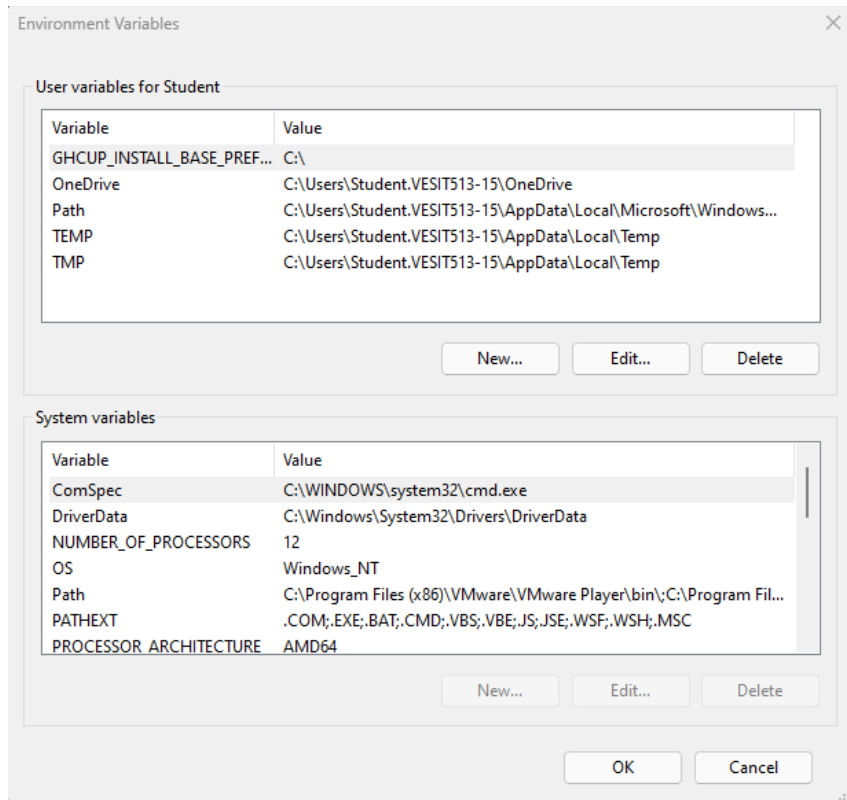 Environment Variables
User variables for Student
Variable Value
GHCUP_INSTALL_BASE_PREF... C:\
OneDrive C:\Users\Student.VESIT513-15\OneDrive
Path C:\Users\Student.VESIT513-15\AppData\Local\Microsoft\Windows...
TEMP C:\Users\Student.VESIT513-15\AppData\Local\Temp
TMP C:\Users\Student.VESIT513-15\AppData\Local\Temp
New... Edit... Delete
System variables
Variable Value
ComSpec C:\WINDOWS\system32\cmd.exe
DriverData C:\Windows\System32\Drivers\DriverData
NUMBER_OF_PROCESSORS 12
OS Windows_NT
Path C:\Program Files (x86)\VMware\VMware Player\bin\;C:\Program Fil...
PATHEXT .COM;.EXE;.BAT;.CMD;.VBS;.VBE;.JS;.JSE;.WSF;.WSH;.MSC
PROCESSOR_ARCHITECTURE AMD64
New... Edit... Delete
OK Cancel